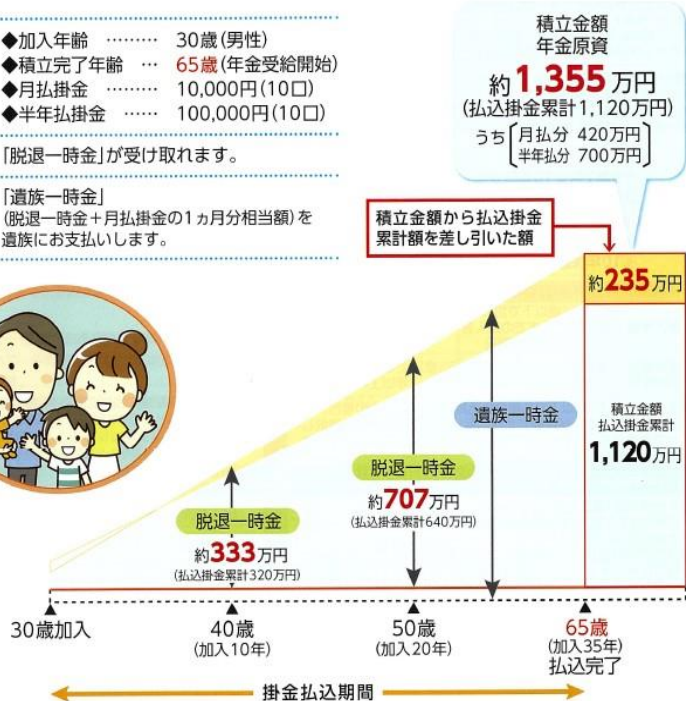 ◆加入年齢 ……… 30歳(男性)
◆積立完了年齢 … 65歳(年金受給開始)
◆月払掛金 ……… 10,000円(10口)
◆半年払掛金 …… 100,000円(10口)
「脱退一時金」が受け取れます。
「遺族一時金」
(脱退一時金+月払掛金の1ヵ月分相当額)を
遺族にお支払いします。
積立金額
年金原資
約1,355万円
(払込掛金累計1,120万円)
うち[月払分 420万円
半年払分 700万円]
積立金額から払込掛金
累計額を差し引いた額
約235万円
積立金額
払込掛金累計
1,120万円
遺族一時金
脱退一時金
約707万円
(払込掛金累計640万円)
脱退一時金
約333万円
(払込掛金累計320万円)
30歳加入
40歳
(加入10年)
50歳
(加入20年)
65歳
(加入35年)
払込完了
掛金払込期間